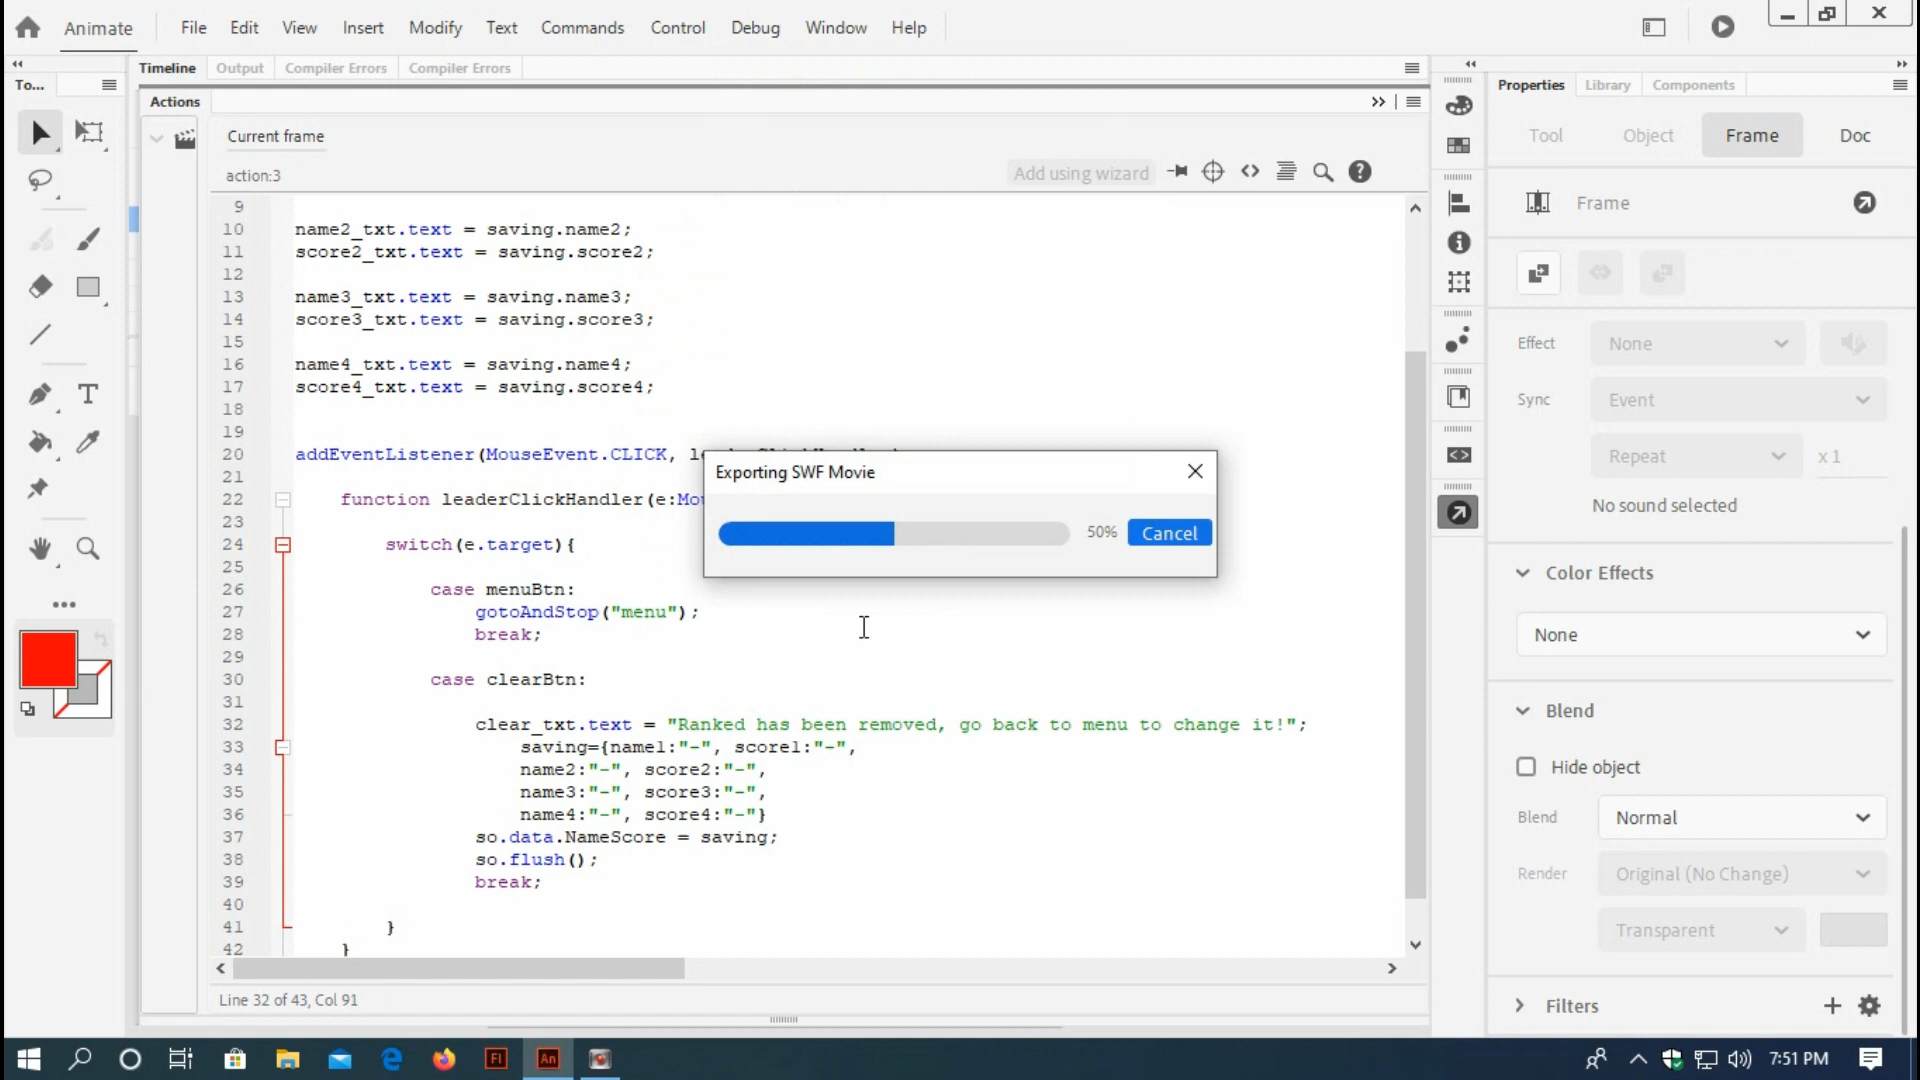 Animate File Edit View Insert Modify Text Commands Control Debug Window Help
Timeline Output Compiler Errors Compiler Errors
To...
Properties Library Components
Actions
Current frame
Tool Object Frame Doc
action:3
Add using wizard
Frame
9
10 name2_txt.text = saving.name2;
11 score2_txt.text = saving.score2;
12
13 name3_txt.text = saving.name3;
14 score3_txt.text = saving.score3;
15
16 name4_txt.text = saving.name4;
17 score4_txt.text = saving.score4;
18
19
20 addEventListener(MouseEvent.CLICK,
21
22 function leaderClickHandler(e:Mou
23
24 switch(e.target){
25
26 case menuBtn:
27 gotoAndStop("menu");
28 break;
29
30 case clearBtn:
31
32 clear_txt.text = "Ranked has been removed, go back to menu to change it!";
33 saving={name1:"-", score1:"-",
34 name2:"-", score2:"-",
35 name3:"-", score3:"-",
36 name4:"-", score4:"-"}
37 so.data.NameScore = saving;
38 so.flush();
39 break;
40
41 }
42 }
Line 32 of 43, Col 91
Exporting SWF Movie
50% Cancel
Effect None
Sync Event
Repeat x 1
No sound selected
Color Effects
None
Blend
Hide object
Blend Normal
Render Original (No Change)
Transparent
Filters
Fl An
7:51 PM